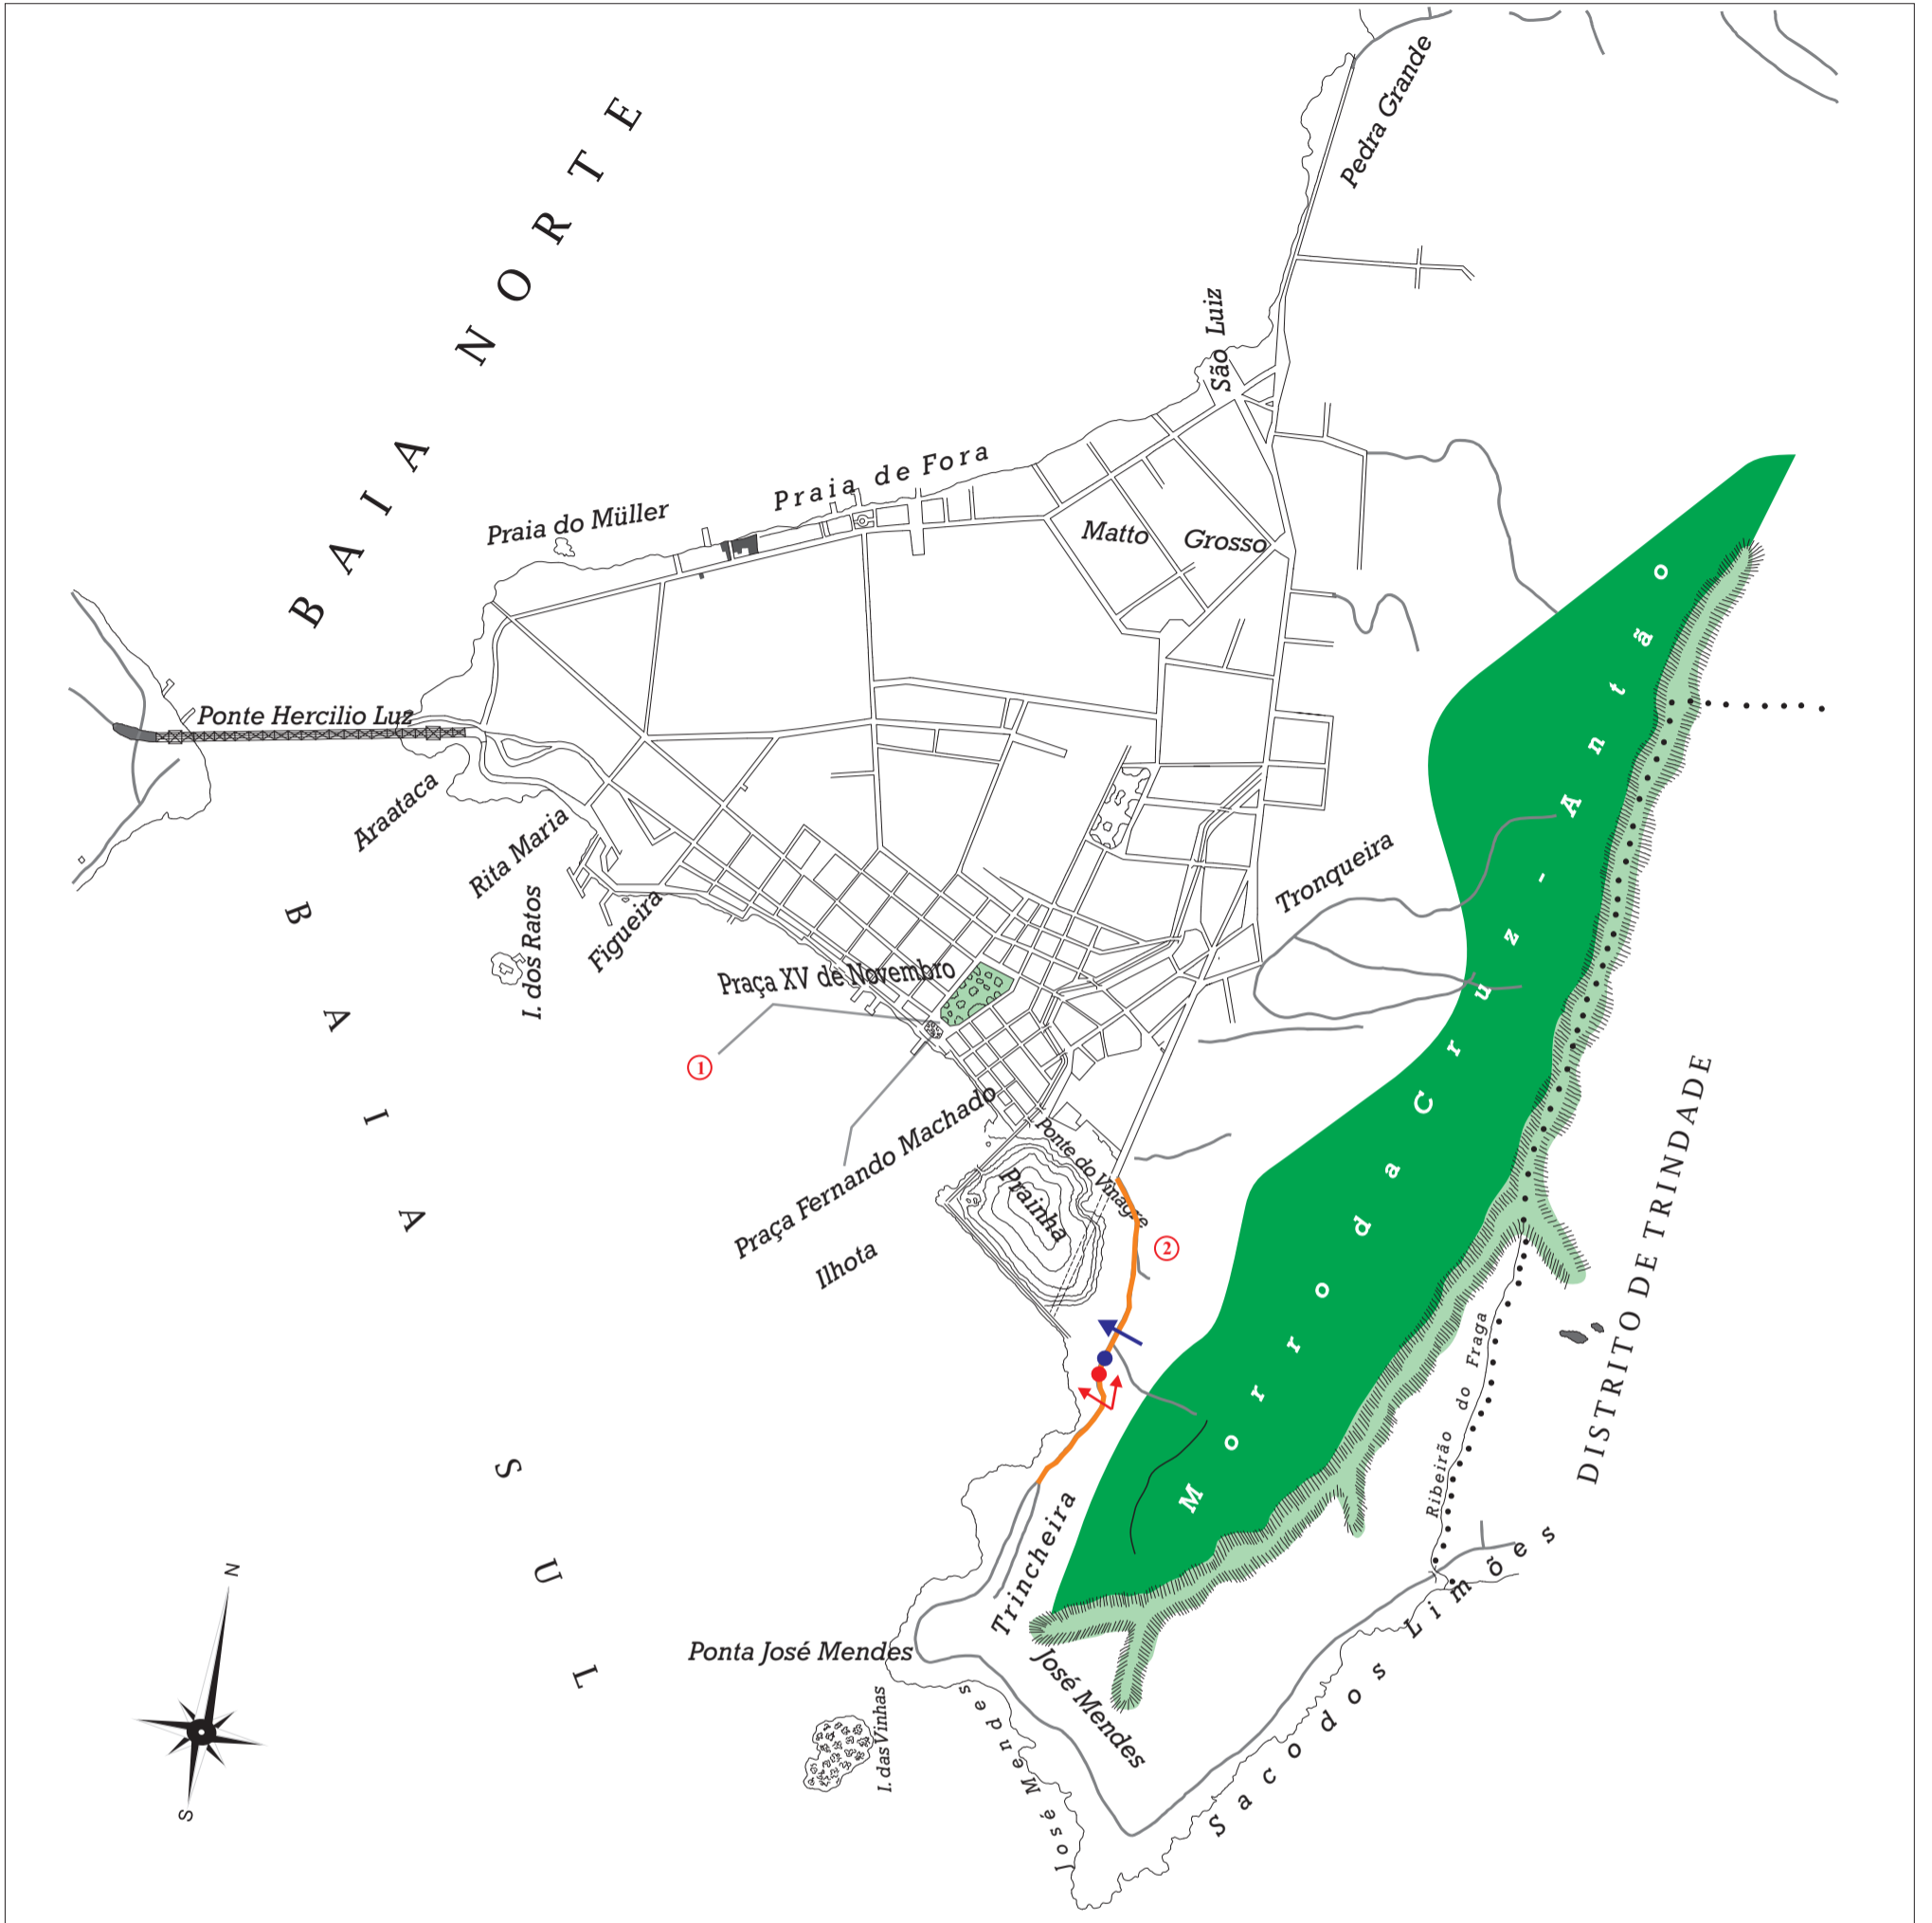 BAIA NORTE
Pedra Grande
São Luiz
Praia de Fora
Praia do Müller
Matto Grosso
Ponte Hercilio Luz
Araataca
Rita Maria
I. dos Ratos
Figueira
Tronqueira
Praça XV de Novembro
1
Praça Fernando Machado
Ponte do Vinagre
Prainha
Ilhota
2
Morro da Cruz - Antão
BAIA SUL
DISTRITO DE TRINDADE
Ribeirão do Fraga
Trincheira
Ponta José Mendes
José Mendes
I. das Vinhas
José Mendes
Saco dos Limões
N
S